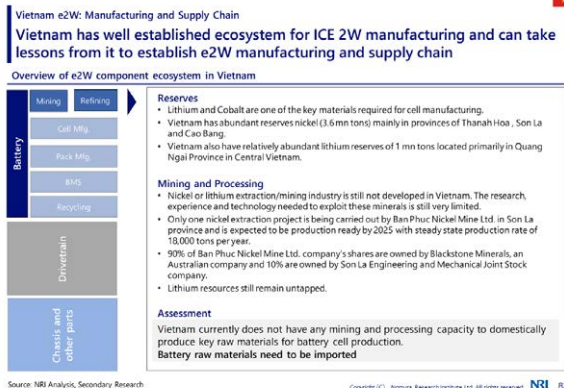 Vietnam e2W: Manufacturing and Supply Chain
Vietnam has well established ecosystem for ICE 2W manufacturing and can take
lessons from it to establish e2W manufacturing and supply chain
Overview of e2W component ecosystem in Vietnam
Battery
Mining
Refining
Cell Mfg.
Pack Mfg.
BMS
Recycling
Drivetrain
Chassis and
other parts
Reserves
• Lithium and Cobalt are one of the key materials required for cell manufacturing.
• Vietnam has abundant reserves nickel (3.6 mn tons) mainly in provinces of Thanah Hoa , Son La
and Cao Bang.
• Vietnam also have relatively abundant lithium reserves of 1 mn tons located primarily in Quang
Ngai Province in Central Vietnam.
Mining and Processing
• Nickel or lithium extraction/mining industry is still not developed in Vietnam. The research,
experience and technology needed to exploit these minerals is still very limited.
• Only one nickel extraction project is being carried out by Ban Phuc Nickel Mine Ltd. in Son La
province and is expected to be production ready by 2025 with steady state production rate of
18,000 tons per year.
• 90% of Ban Phuc Nickel Mine Ltd. company's shares are owned by Blackstone Minerals, an
Australian company and 10% are owned by Son La Engineering and Mechanical Joint Stock
company.
• Lithium resources still remain untapped.
Assessment
Vietnam currently does not have any mining and processing capacity to domestically
produce key raw materials for battery cell production.
Battery raw materials need to be imported
Source: NRI Analysis, Secondary Research
Copyright (C) Nomura Research Institute Ltd. All rights reserved. NRI